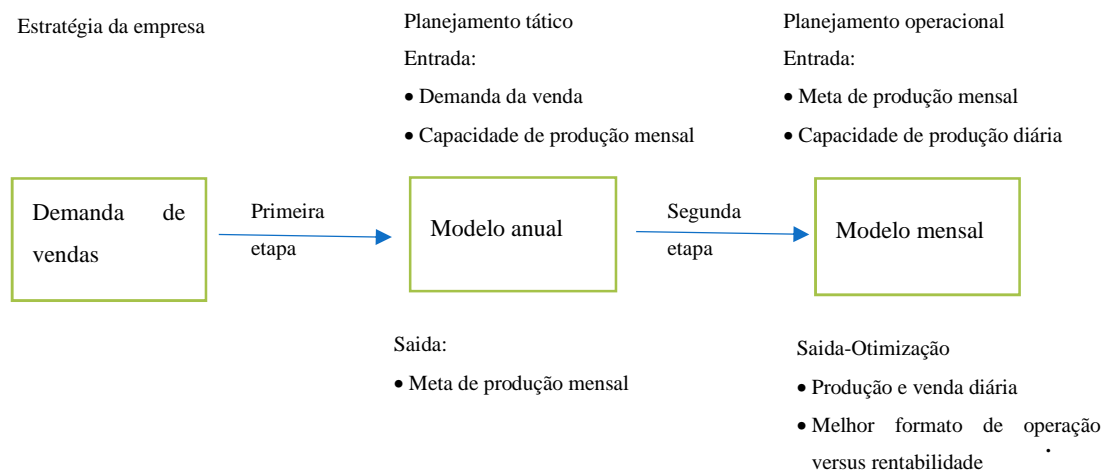 Estratégia da empresa
Planejamento tático
Entrada:
• Demanda da venda
• Capacidade de produção mensal
Planejamento operacional
Entrada:
• Meta de produção mensal
• Capacidade de produção diária
Demanda de
vendas
Primeira
etapa
Modelo anual
Segunda
etapa
Modelo mensal
Saida:
• Meta de produção mensal
Saida-Otimização
• Produção e venda diária
• Melhor formato de operação
versus rentabilidade
.